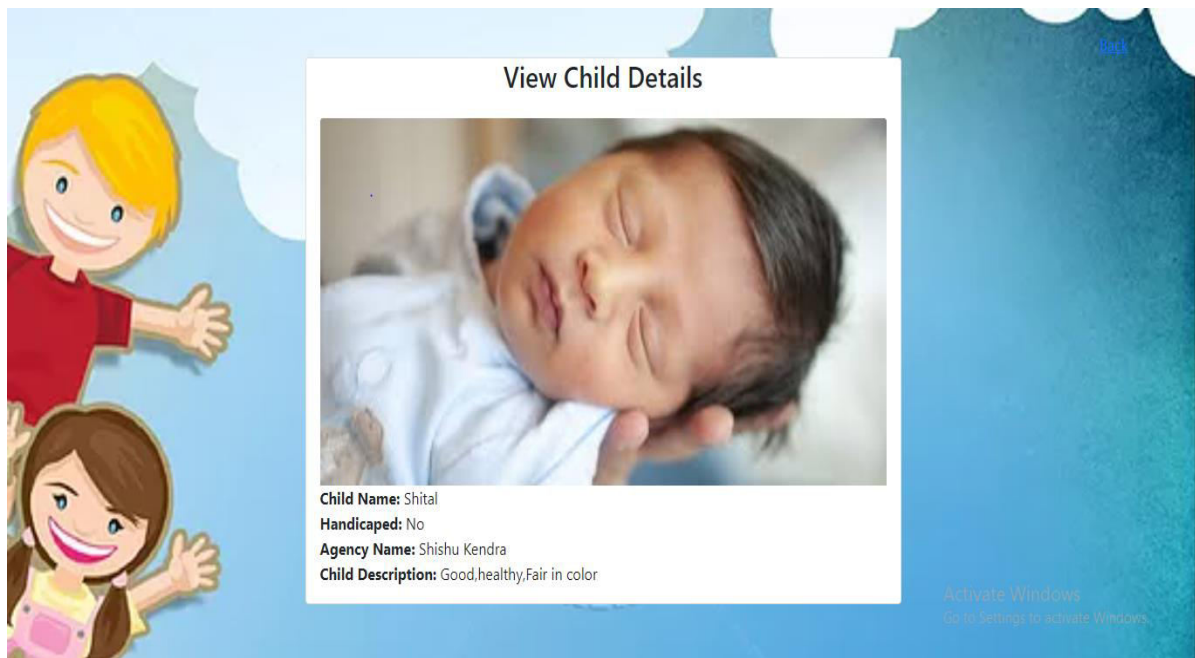 Back
View Child Details
Child Name: Shital
Handicaped: No
Agency Name: Shishu Kendra
Child Description: Good,healthy,Fair in color
Activate Windows
Go to Settings to activate Windows.